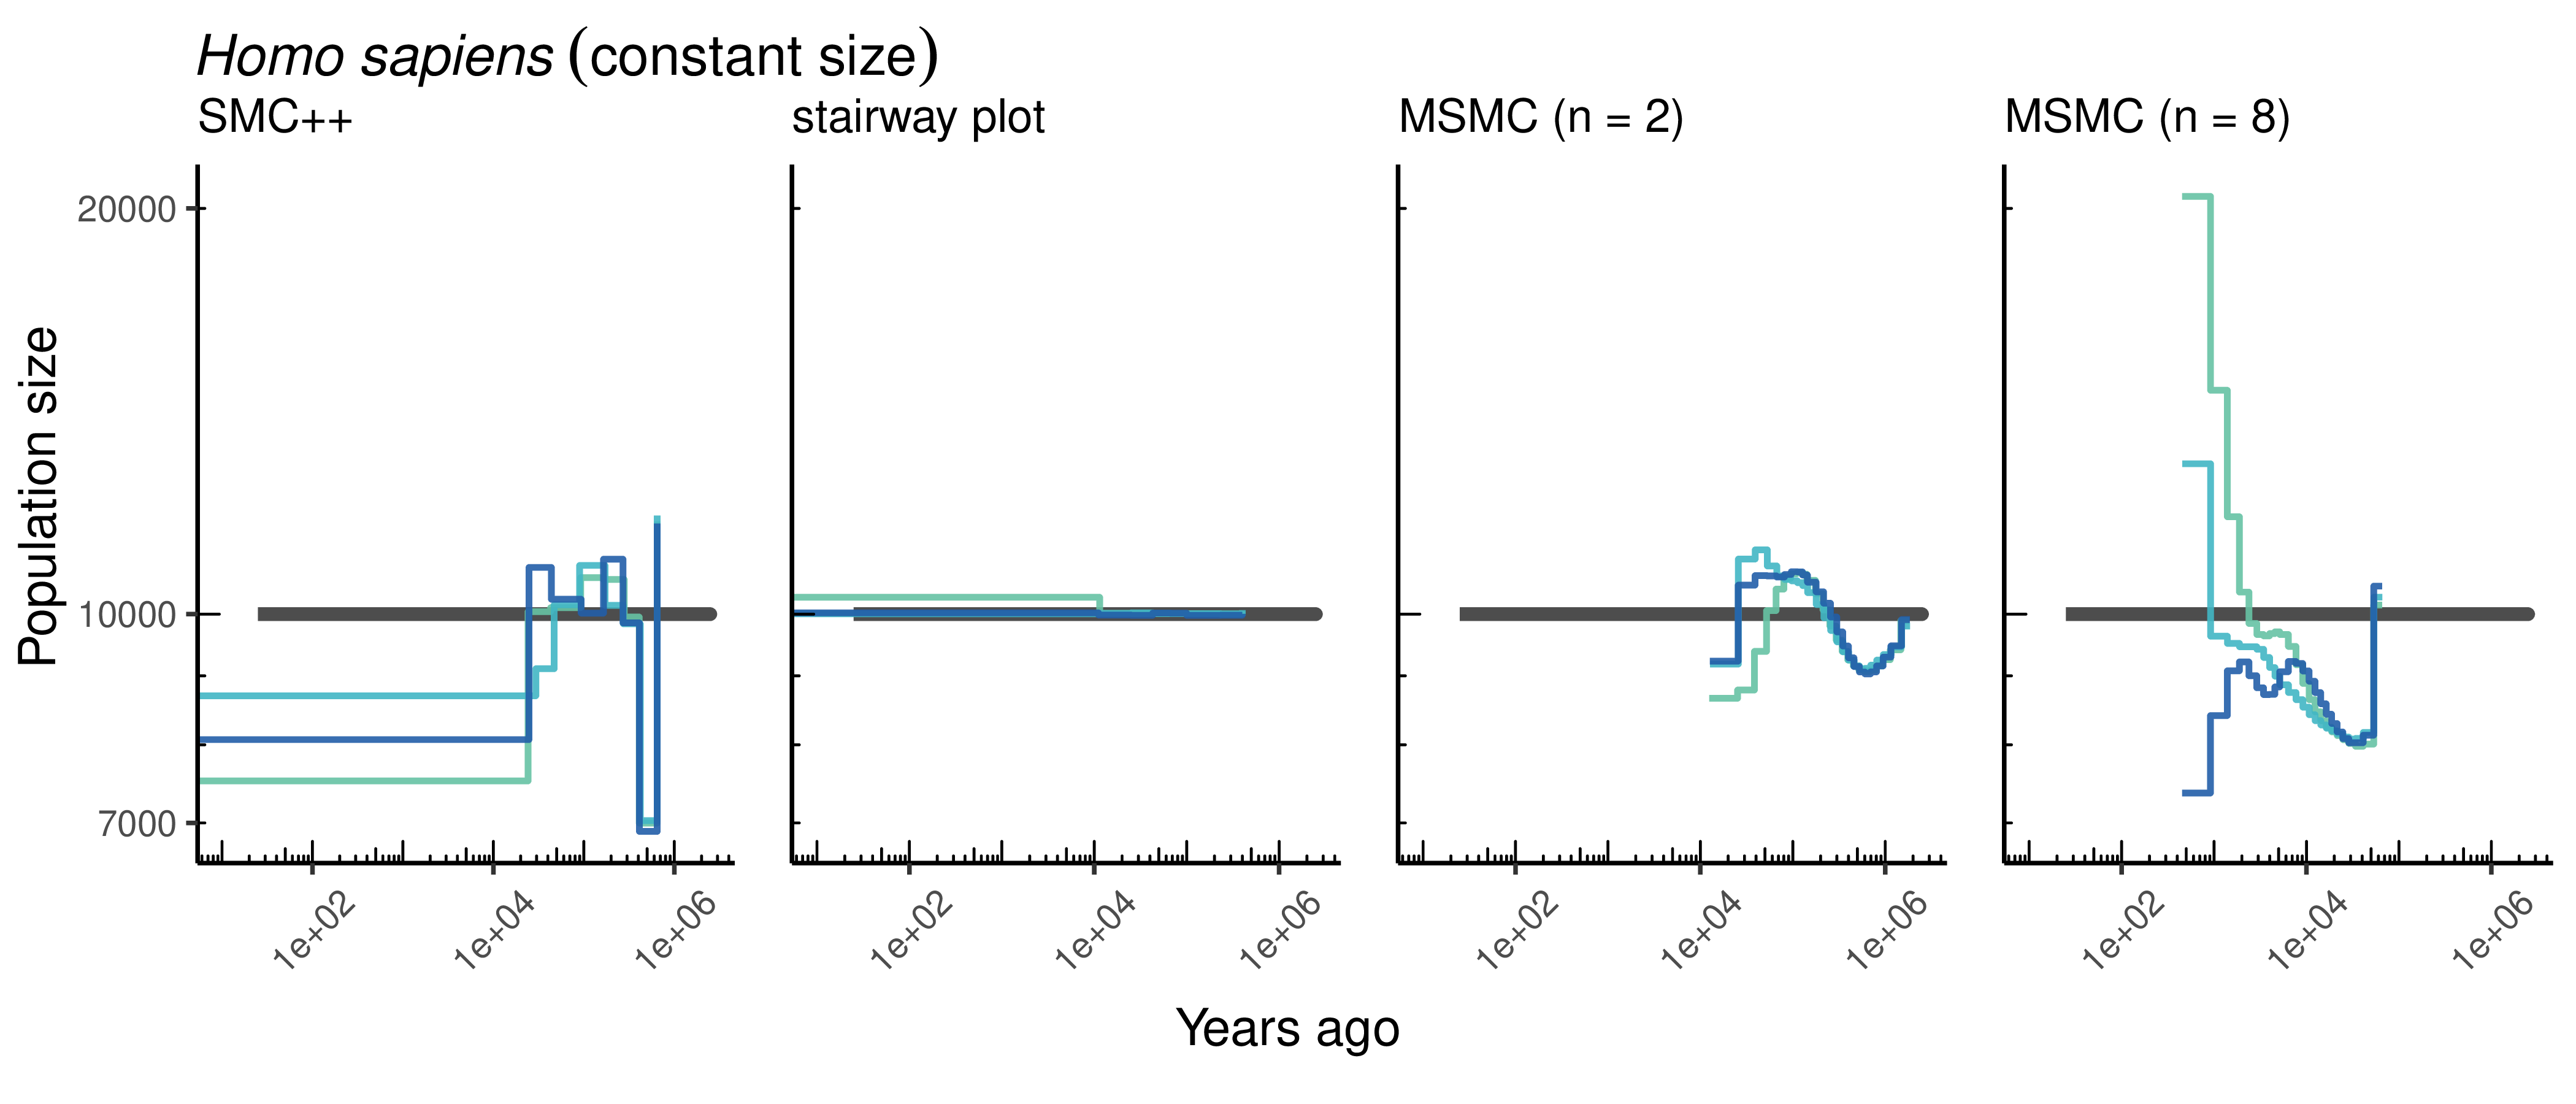 Homo sapiens (constant size)
SMC++
stairway plot
MSMC (n = 2)
MSMC (n = 8)
Population size
20000
10000
7000
1e+02
1e+04
1e+06
1e+02
1e+04
1e+06
1e+02
1e+04
1e+06
1e+02
1e+04
1e+06
Years ago